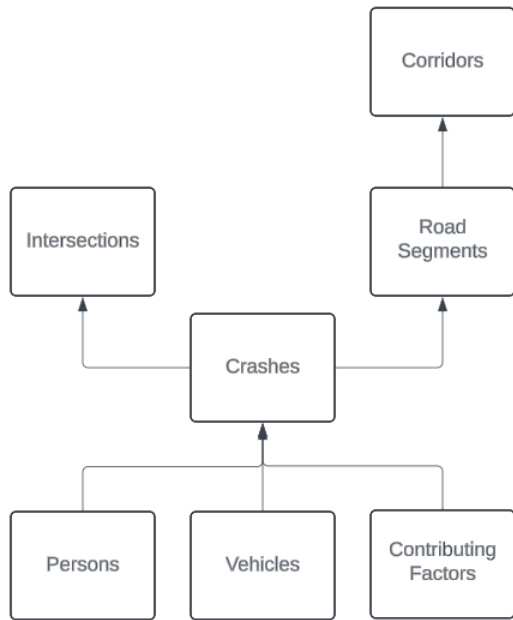 Corridors
Intersections
Road
Segments
Crashes
Persons
Vehicles
Contributing
Factors